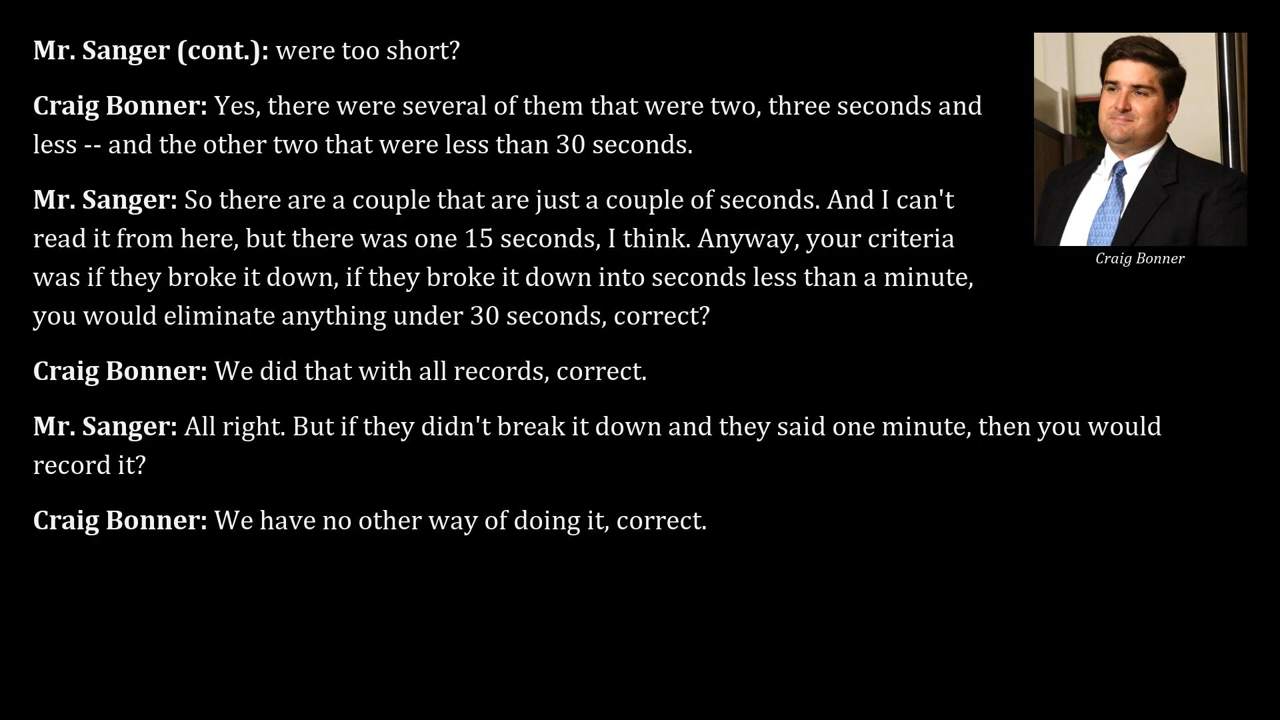 Mr. Sanger (cont.): were too short?
Craig Bonner: Yes, there were several of them that were two, three seconds and
less -- and the other two that were less than 30 seconds.
Mr. Sanger: So there are a couple that are just a couple of seconds. And I can't
read it from here, but there was one 15 seconds, I think. Anyway, your criteria
was if they broke it down, if they broke it down into seconds less than a minute,
you would eliminate anything under 30 seconds, correct?
Craig Bonner: We did that with all records, correct.
Mr. Sanger: All right. But if they didn't break it down and they said one minute, then you would
record it?
Craig Bonner: We have no other way of doing it, correct.
Craig Bonner